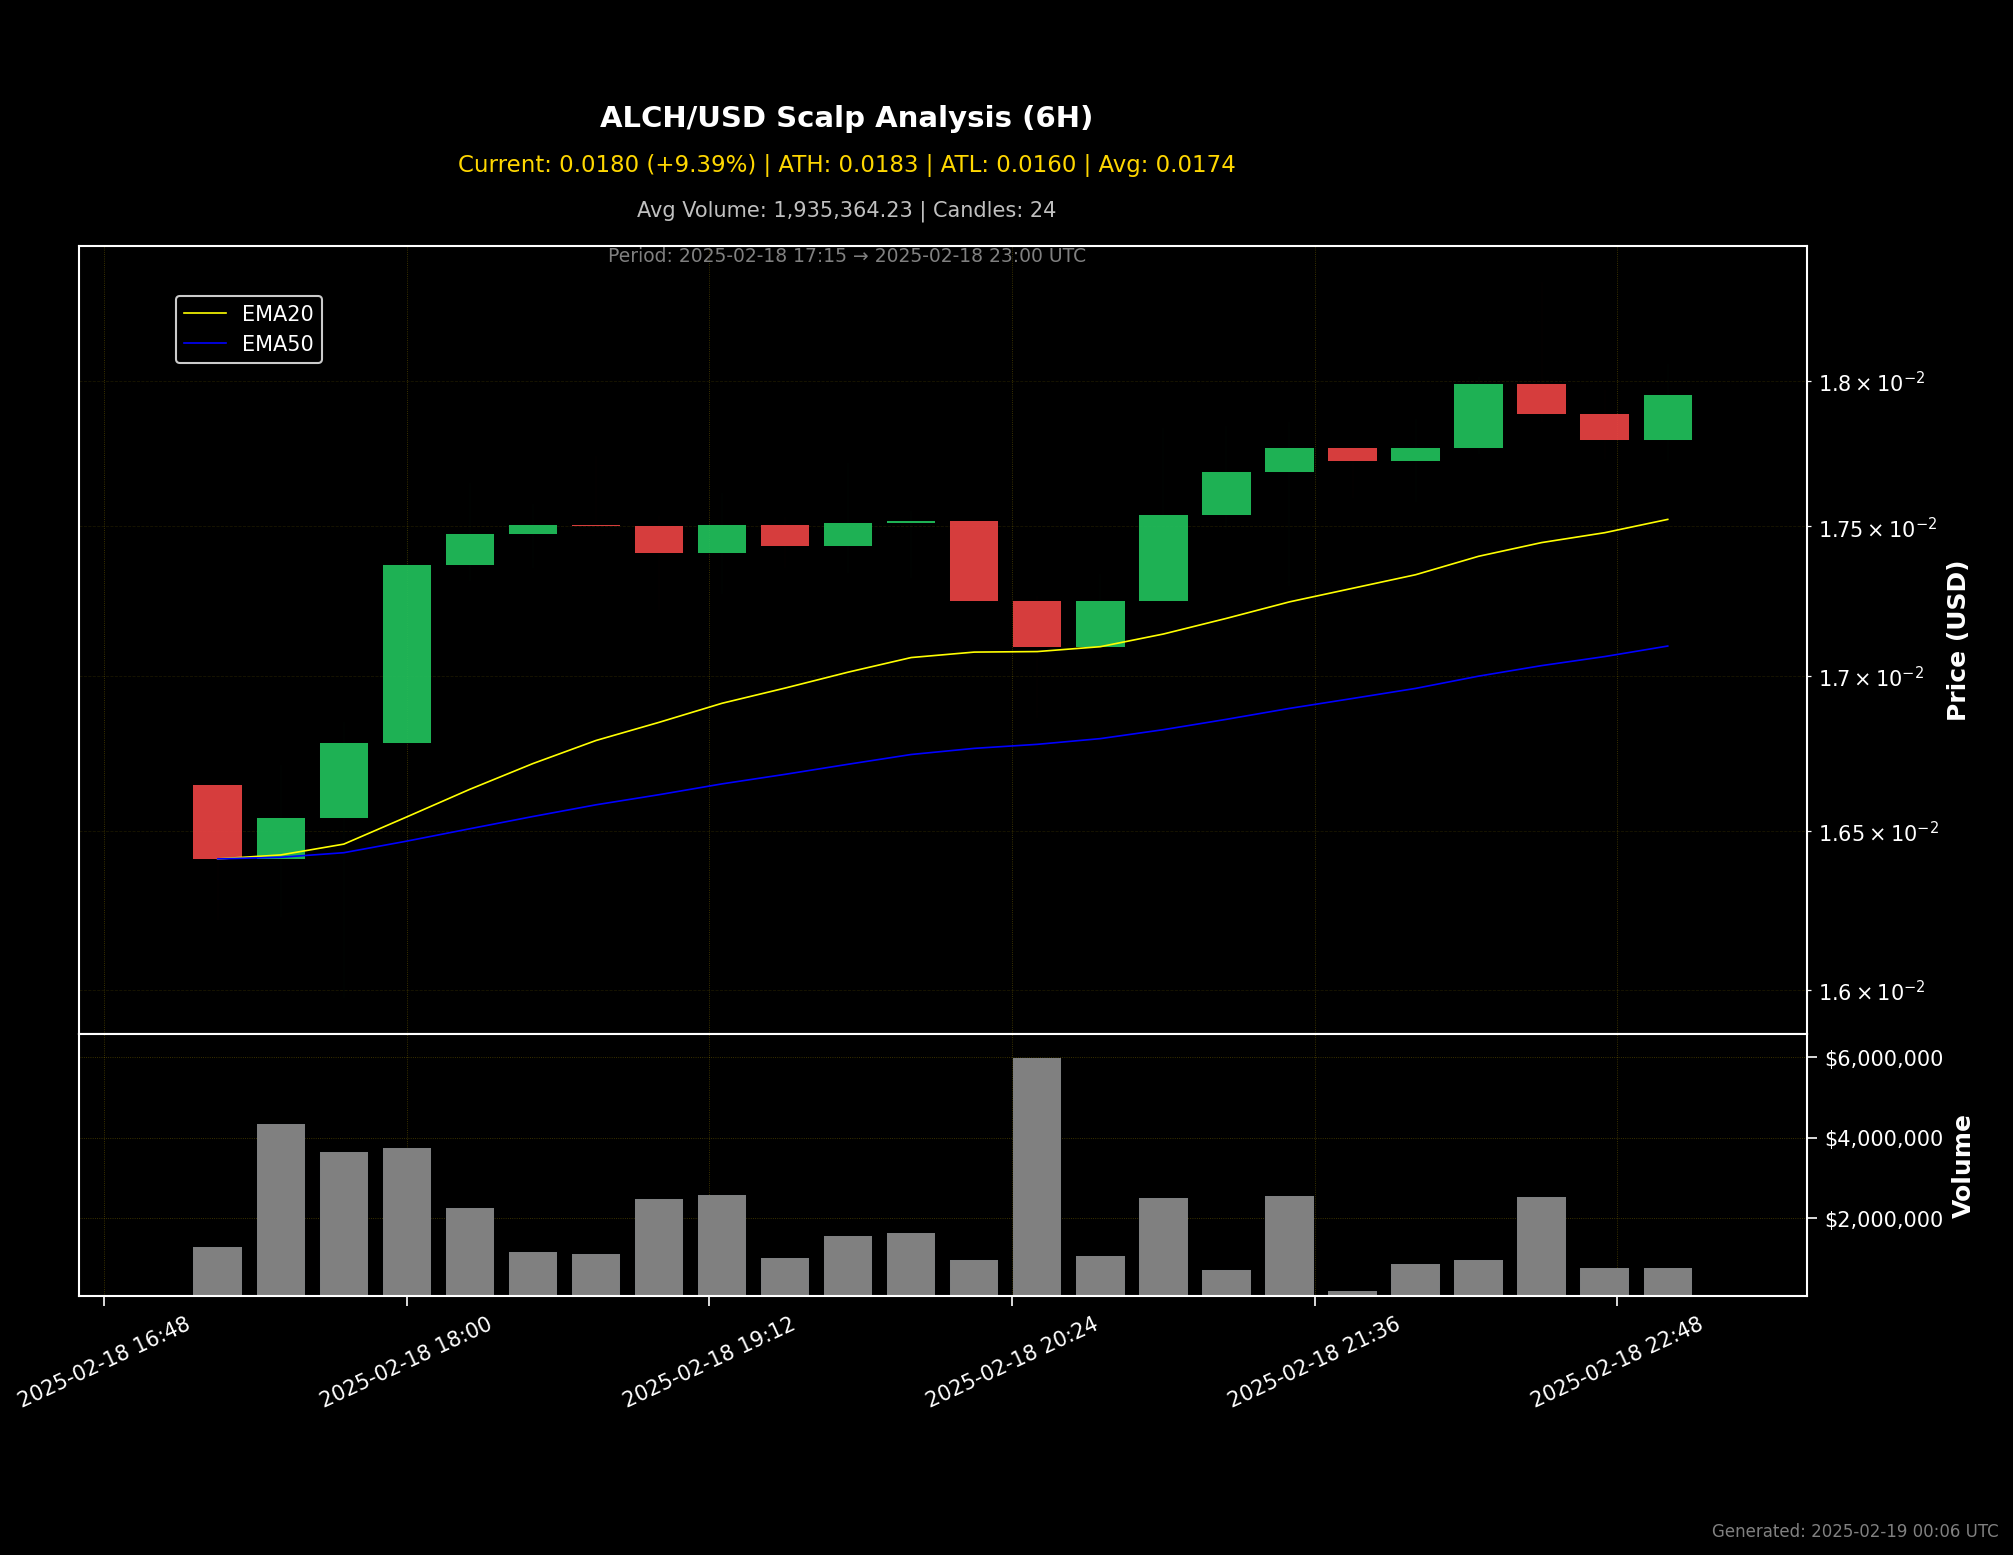 ALCH/USD Scalp Analysis (6H)
Current: 0.0180 (+9.39%) | ATH: 0.0183 | ATL: 0.0160 | Avg: 0.0174
Avg Volume: 1,935,364.23 | Candles: 24
Period: 2025-02-18 17:15 → 2025-02-18 23:00 UTC
EMA20
EMA50
1.8 × 10⁻²
1.75 × 10⁻²
1.7 × 10⁻²
1.65 × 10⁻²
1.6 × 10⁻²
Price (USD)
$6,000,000
$4,000,000
$2,000,000
Volume
2025-02-18 16:48
2025-02-18 18:00
2025-02-18 19:12
2025-02-18 20:24
2025-02-18 21:36
2025-02-18 22:48
Generated: 2025-02-19 00:06 UTC